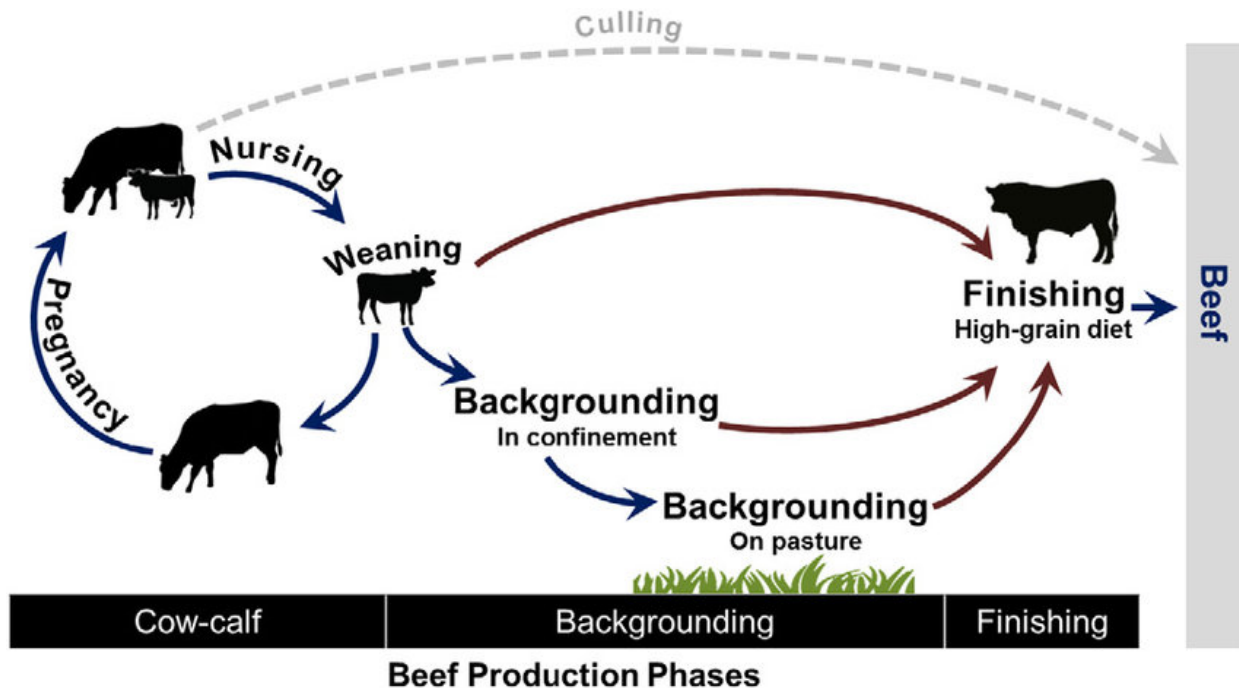 Culling
Nursing
Weaning
Pregnancy
Finishing
High-grain diet
Beef
Backgrounding
In confinement
Backgrounding
On pasture
Cow-calf
Backgrounding
Finishing
Beef Production Phases